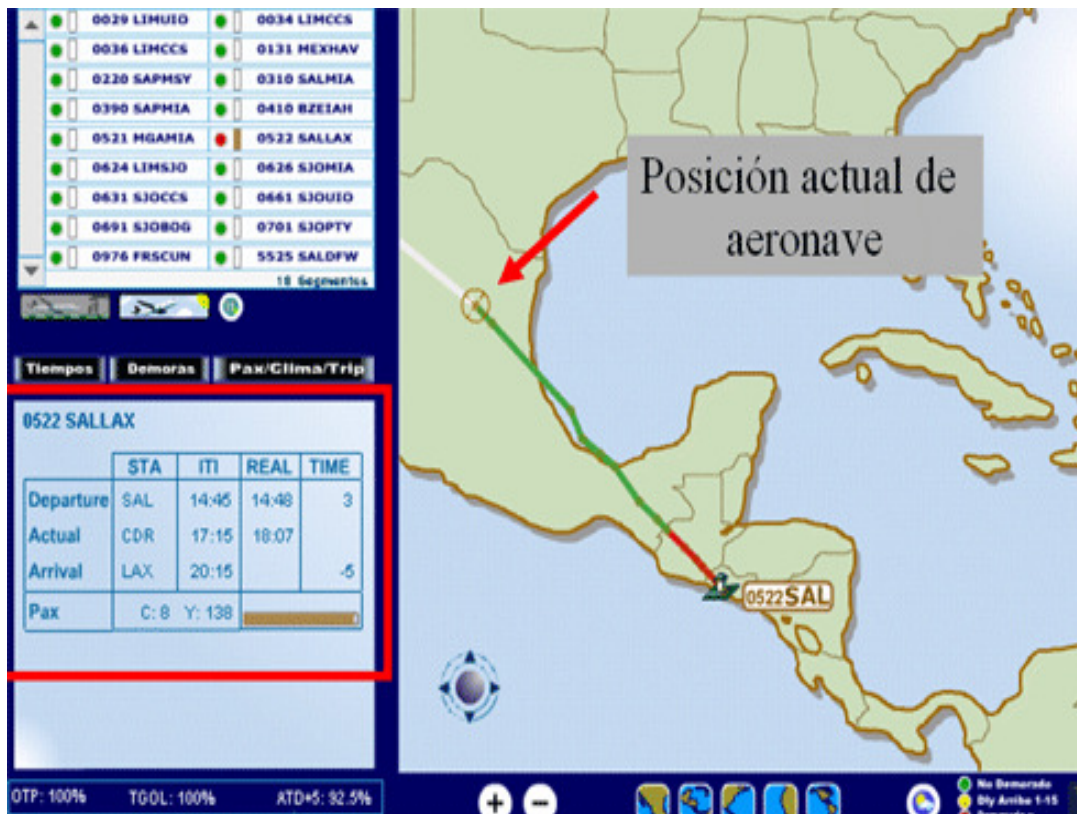 0029 LIMUIO 0034 LIMCCS
0036 LIMCCS 0131 MEXHAV
0220 SAPMSY 0310 SALMIA
0390 SAPMIA 0410 BZEIAH
0521 MGAMIA 0522 SALLAX
0624 LIMSJO 0626 SJOMIA
0631 SJOCCS 0661 SJOUIO
0691 SJOBOG 0701 SJOPTY
0976 FRSCUN 5525 SALDFW
18 Segmentos
Tiempos Demoras Pax/Clima/Trip
0522 SALLAX
STA ITI REAL TIME
Departure SAL 14:45 14:48 3
Actual CDR 17:15 18:07
Arrival LAX 20:15 -5
Pax C: 8 Y: 138
OTP: 100% TGOL: 100% ATD+5: 92.5%
Posición actual de
aeronave
0522SAL
No Demorado
Dly Arribo 1-15